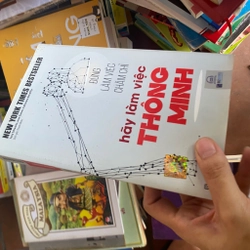 NEW YORK TIMES BESTSELLER
ĐỪNG
LÀM VIỆC
CHĂM CHỈ
hãy làm việc
THÔNG
MINH